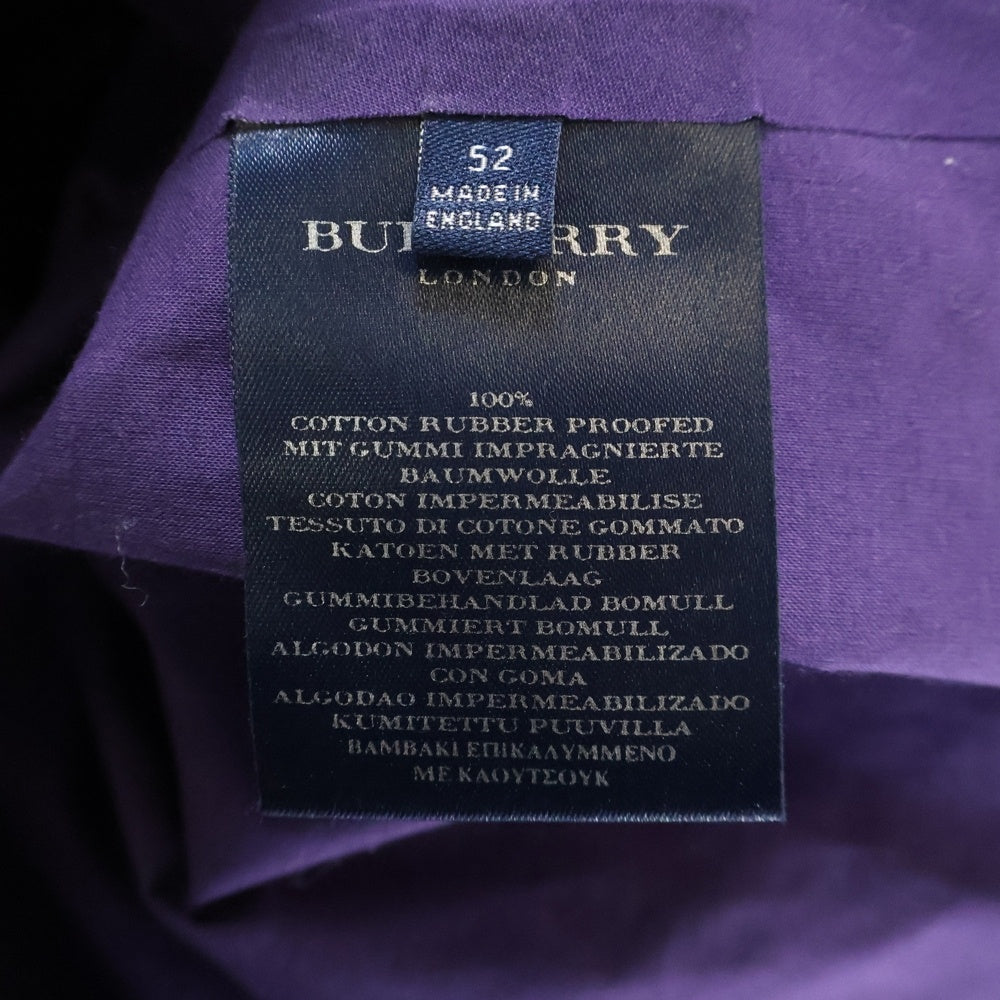 52
MADE IN
ENGLAND
BU RRY
LONDON
100%
COTTON RUBBER PROOFED
MIT GUMMI IMPRAGNIERTE
BAUMWOLLE
COTON IMPERMEABILISE
TESSUTO DI COTONE GOMMATO
KATOEN MET RUBBER
BOVENLAAG
GUMMIBEHANDLAD BOMULL
GUMMIERT BOMULL
ALGODON IMPERMEABILIZADO
CON GOMA
ALGODAO IMPERMEABILIZADO
KUMITETTU PUUVILLA
ΒΑΜΒΑΚΙ ΕΠΙΚΑΛΥΜΜΕΝΟ
ΜΕ ΚΑΟΥΤΣΟΥΚ